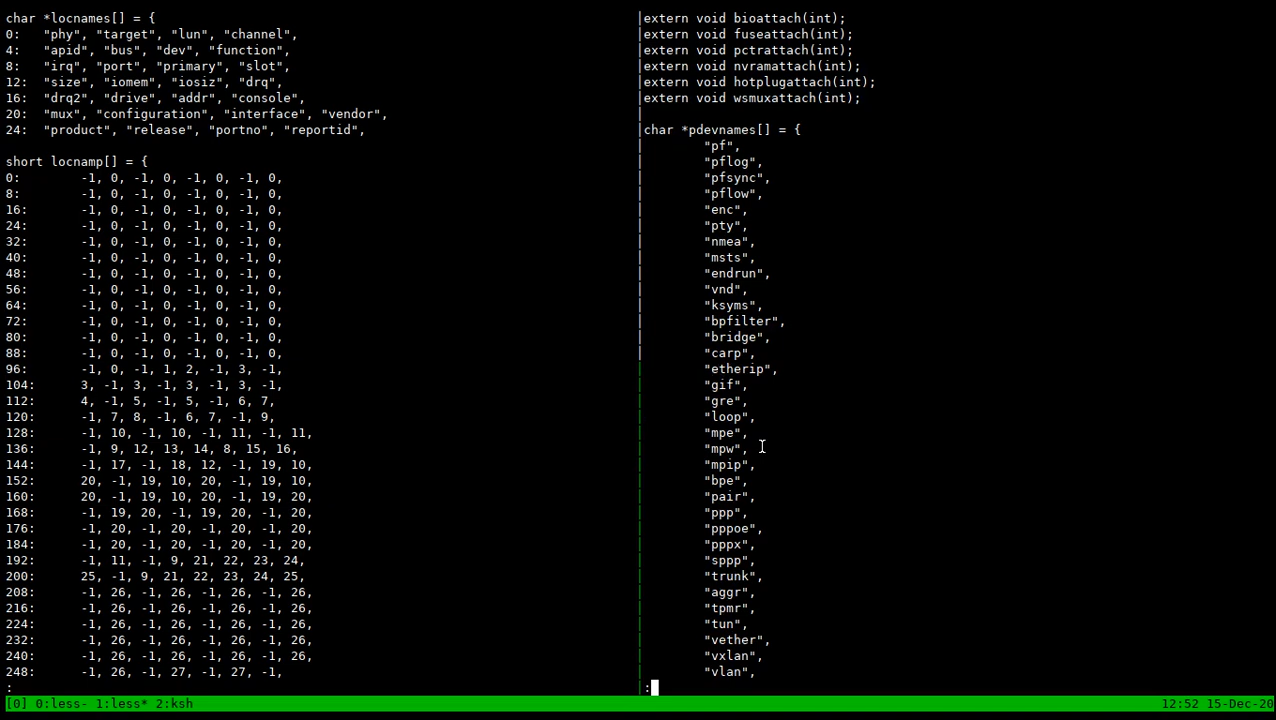 char *locnames[] = {
0:   "phy", "target", "lun", "channel",
4:   "apid", "bus", "dev", "function",
8:   "irq", "port", "primary", "slot",
12:  "size", "iomem", "iosiz", "drq",
16:  "drq2", "drive", "addr", "console",
20:  "mux", "configuration", "interface", "vendor",
24:  "product", "release", "portno", "reportid",
short locnamp[] = {
0:        -1, 0, -1, 0, -1, 0, -1, 0,
8:        -1, 0, -1, 0, -1, 0, -1, 0,
16:       -1, 0, -1, 0, -1, 0, -1, 0,
24:       -1, 0, -1, 0, -1, 0, -1, 0,
32:       -1, 0, -1, 0, -1, 0, -1, 0,
40:       -1, 0, -1, 0, -1, 0, -1, 0,
48:       -1, 0, -1, 0, -1, 0, -1, 0,
56:       -1, 0, -1, 0, -1, 0, -1, 0,
64:       -1, 0, -1, 0, -1, 0, -1, 0,
72:       -1, 0, -1, 0, -1, 0, -1, 0,
80:       -1, 0, -1, 0, -1, 0, -1, 0,
88:       -1, 0, -1, 0, -1, 0, -1, 0,
96:       -1, 0, -1, 1, 2, -1, 3, -1,
104:      3, -1, 3, -1, 3, -1, 3, -1,
112:      4, -1, 5, -1, 5, -1, 6, 7,
120:      -1, 7, 8, -1, 6, 7, -1, 9,
128:      -1, 10, -1, 10, -1, 11, -1, 11,
136:      -1, 9, 12, 13, 14, 8, 15, 16,
144:      -1, 17, -1, 18, 12, -1, 19, 10,
152:      20, -1, 19, 10, 20, -1, 19, 10,
160:      20, -1, 19, 10, 20, -1, 19, 20,
168:      -1, 19, 20, -1, 19, 20, -1, 20,
176:      -1, 20, -1, 20, -1, 20, -1, 20,
184:      -1, 20, -1, 20, -1, 20, -1, 20,
192:      -1, 11, -1, 9, 21, 22, 23, 24,
200:      25, -1, 9, 21, 22, 23, 24, 25,
208:      -1, 26, -1, 26, -1, 26, -1, 26,
216:      -1, 26, -1, 26, -1, 26, -1, 26,
224:      -1, 26, -1, 26, -1, 26, -1, 26,
232:      -1, 26, -1, 26, -1, 26, -1, 26,
240:      -1, 26, -1, 26, -1, 26, -1, 26,
248:      -1, 26, -1, 27, -1, 27, -1,
:
extern void bioattach(int);
extern void fuseattach(int);
extern void pctrattach(int);
extern void nvramattach(int);
extern void hotplugattach(int);
extern void wsmuxattach(int);
char *pdevnames[] = {
"pf",
"pflog",
"pfsync",
"pflow",
"enc",
"pty",
"nmea",
"msts",
"endrun",
"vnd",
"ksyms",
"bpfilter",
"bridge",
"carp",
"etherip",
"gif",
"gre",
"loop",
"mpe",
"mpw",
"mpip",
"bpe",
"pair",
"ppp",
"pppoe",
"pppx",
"sppp",
"trunk",
"aggr",
"tpmr",
"tun",
"vether",
"vxlan",
"vlan",
:
[0] 0:less- 1:less* 2:ksh 12:52 15-Dec-20